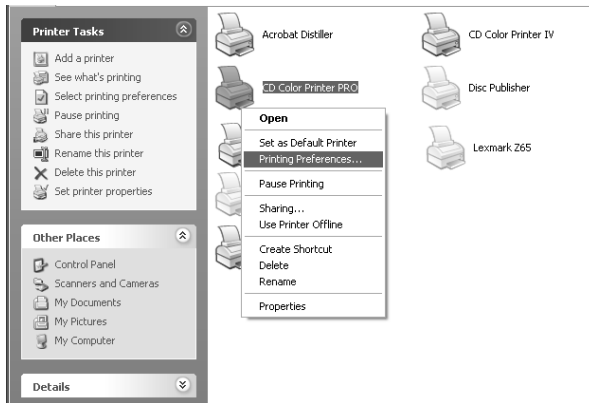 Printer Tasks
Add a printer
See what's printing
Select printing preferences
Pause printing
Share this printer
Rename this printer
Delete this printer
Set printer properties
Other Places
Control Panel
Scanners and Cameras
My Documents
My Pictures
My Computer
Details
Acrobat Distiller
CD Color Printer IV
CD Color Printer PRO
Disc Publisher
Lexmark Z65
Open
Set as Default Printer
Printing Preferences...
Pause Printing
Sharing...
Use Printer Offline
Create Shortcut
Delete
Rename
Properties